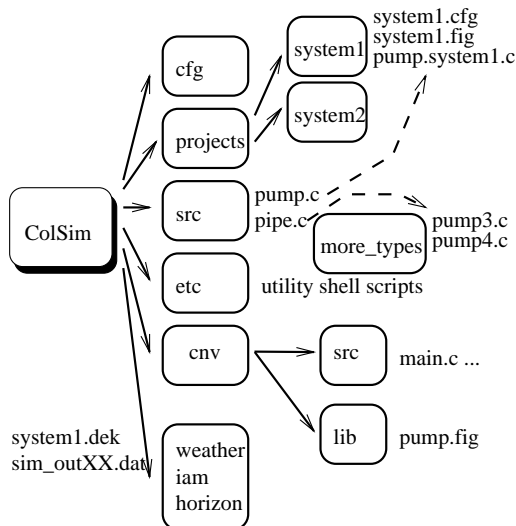 system1.cfg
system1.fig
pump.system1.c
system1
cfg
system2
projects
pump.c
pipe.c
src
pump3.c
pump4.c
more_types
ColSim
etc
utility shell scripts
cnv
src
main.c ...
system1.dek
sim_outXX.dat
lib
pump.fig
weather
iam
horizon